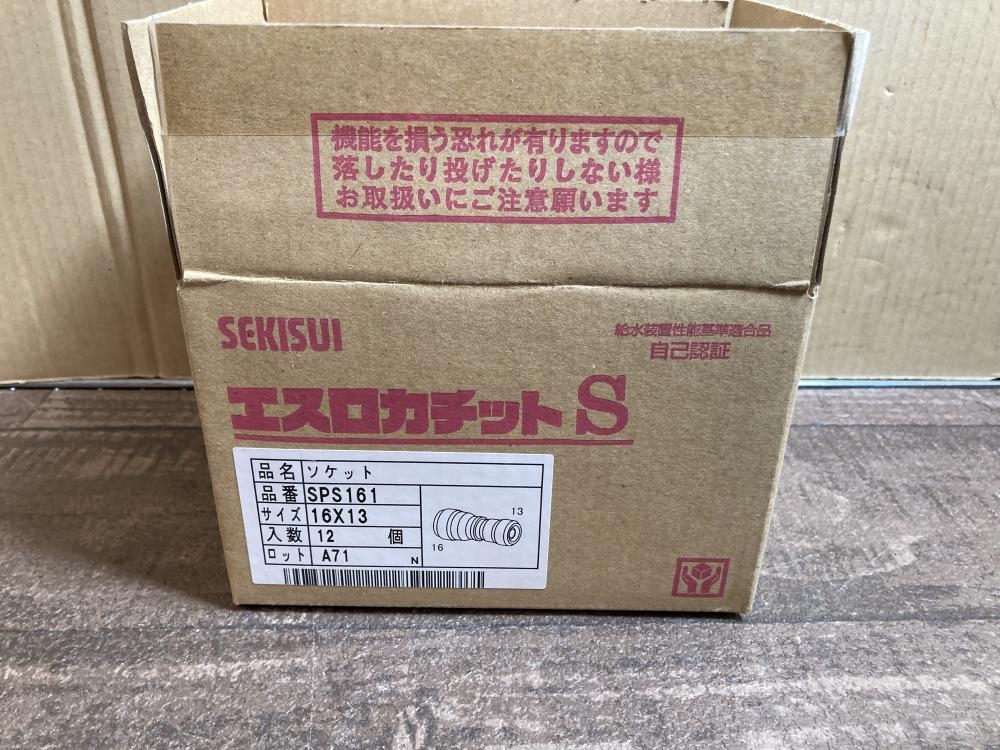 機能を損う恐れが有りますので
落したり投げたりしない様
お取扱いにご注意願います
SEKISUI
給水装置性能基準適合品
自己認証
エスロカチットS
品名 ソケット
品番 SPS161
サイズ 16X13
入数 12 個
ロット A71 N
13
16